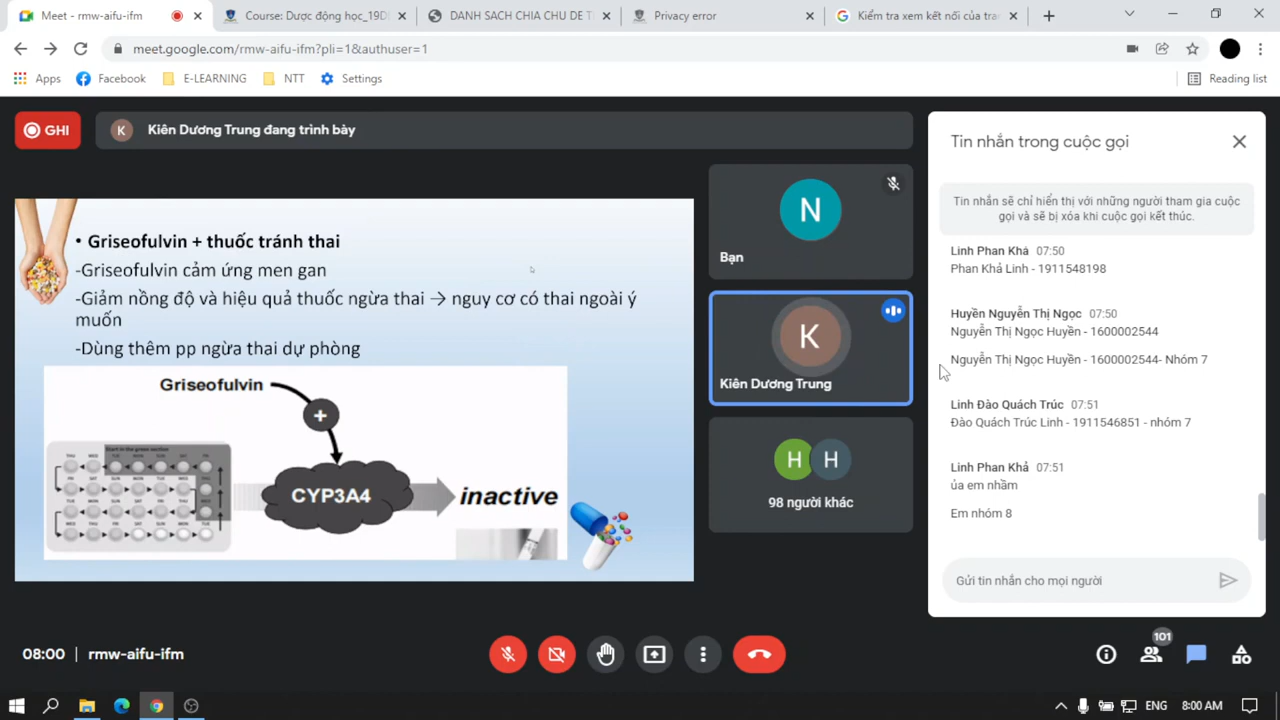 Meet - rmw-aifu-ifm
Course: Dược động học_19D
DANH SACH CHIA CHU DE T
Privacy error
Kiểm tra xem kết nối của tra
meet.google.com/rmw-aifu-ifm?pli=1&authuser=1
Apps
Facebook
E-LEARNING
NTT
Settings
Reading list
GHI
K
Kiên Dương Trung đang trình bày
• Griseofulvin + thuốc tránh thai
-Griseofulvin cảm ứng men gan
-Giảm nồng độ và hiệu quả thuốc ngừa thai → nguy cơ có thai ngoài ý
muốn
-Dùng thêm pp ngừa thai dự phòng
Griseofulvin
+
Start in the green section
CYP3A4
inactive
N
Bạn
K
Kiên Dương Trung
H H
98 người khác
Tin nhắn trong cuộc gọi
Tin nhắn sẽ chỉ hiển thị với những người tham gia cuộc
gọi và sẽ bị xóa khi cuộc gọi kết thúc.
Linh Phan Khả 07:50
Phan Khả Linh - 1911548198
Huyền Nguyễn Thị Ngọc 07:50
Nguyễn Thị Ngọc Huyền - 1600002544
Nguyễn Thị Ngọc Huyền - 1600002544- Nhóm 7
Linh Đào Quách Trúc 07:51
Đào Quách Trúc Linh - 1911546851 - nhóm 7
Linh Phan Khả 07:51
ủa em nhầm
Em nhóm 8
Gửi tin nhắn cho mọi người
08:00 | rmw-aifu-ifm
101
ENG
8:00 AM